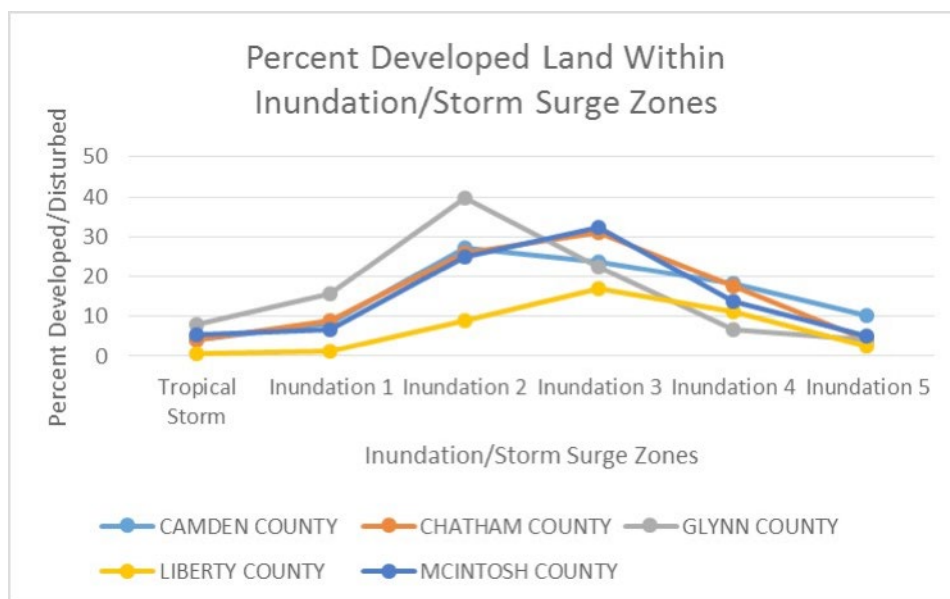 Percent Developed Land Within
Inundation/Storm Surge Zones
Percent Developed/Disturbed
50
40
30
20
10
0
Tropical Storm
Inundation 1
Inundation 2
Inundation 3
Inundation 4
Inundation 5
Inundation/Storm Surge Zones
CAMDEN COUNTY
CHATHAM COUNTY
GLYNN COUNTY
LIBERTY COUNTY
MCINTOSH COUNTY